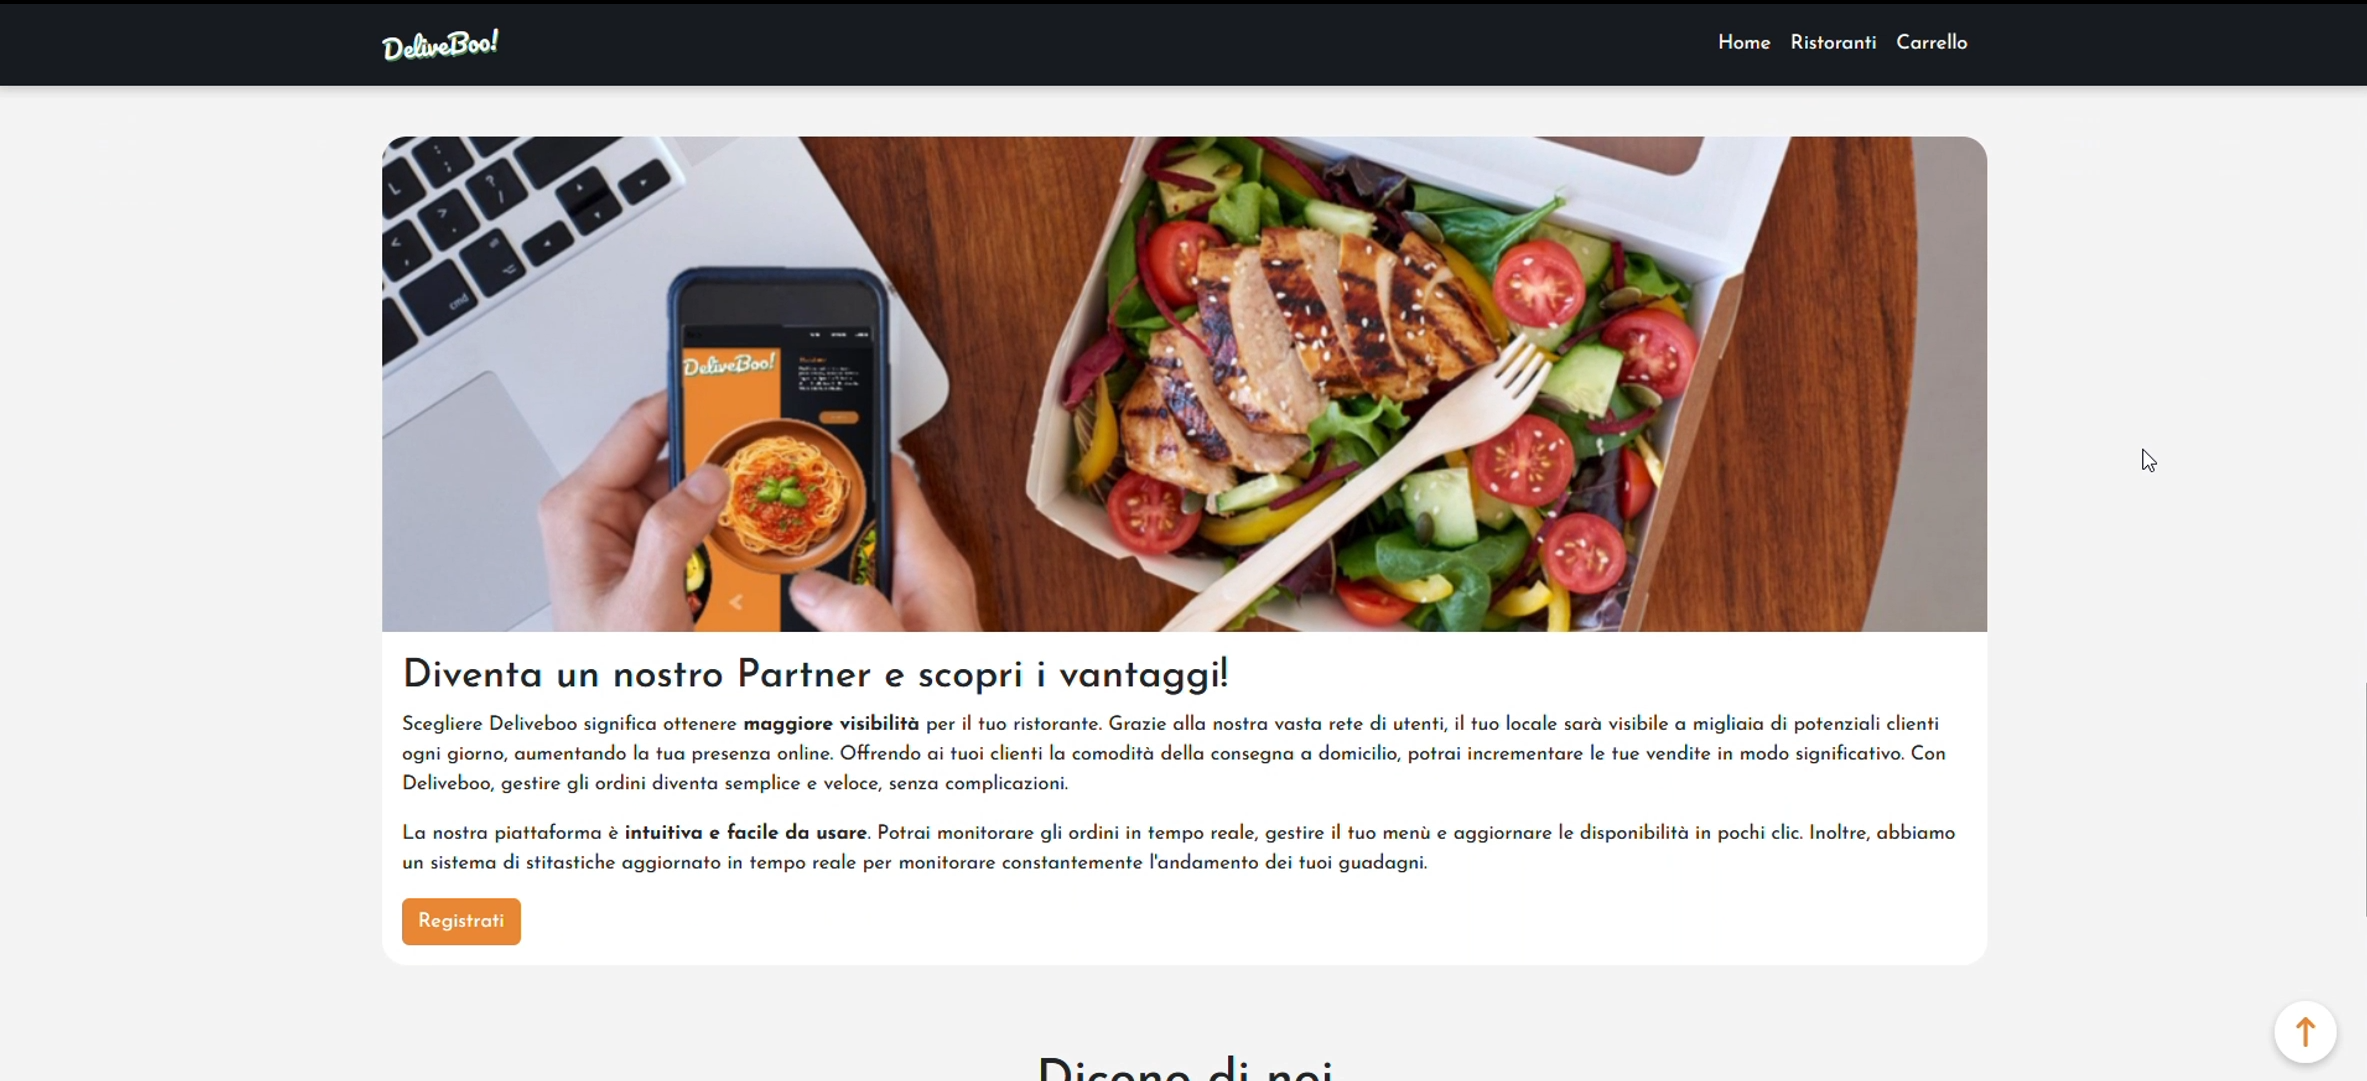 DeliveBoo!
Home Ristoranti Carrello
cmd
DeliveBoo!
Diventa un nostro Partner e scopri i vantaggi!
Scegliere Deliveboo significa ottenere maggiore visibilità per il tuo ristorante. Grazie alla nostra vasta rete di utenti, il tuo locale sarà visibile a migliaia di potenziali clienti
ogni giorno, aumentando la tua presenza online. Offrendo ai tuoi clienti la comodità della consegna a domicilio, potrai incrementare le tue vendite in modo significativo. Con
Deliveboo, gestire gli ordini diventa semplice e veloce, senza complicazioni.
La nostra piattaforma è intuitiva e facile da usare. Potrai monitorare gli ordini in tempo reale, gestire il tuo menù e aggiornare le disponibilità in pochi clic. Inoltre, abbiamo
un sistema di stitastiche aggiornato in tempo reale per monitorare constantemente l'andamento dei tuoi guadagni.
Registrati
Dicono di noi